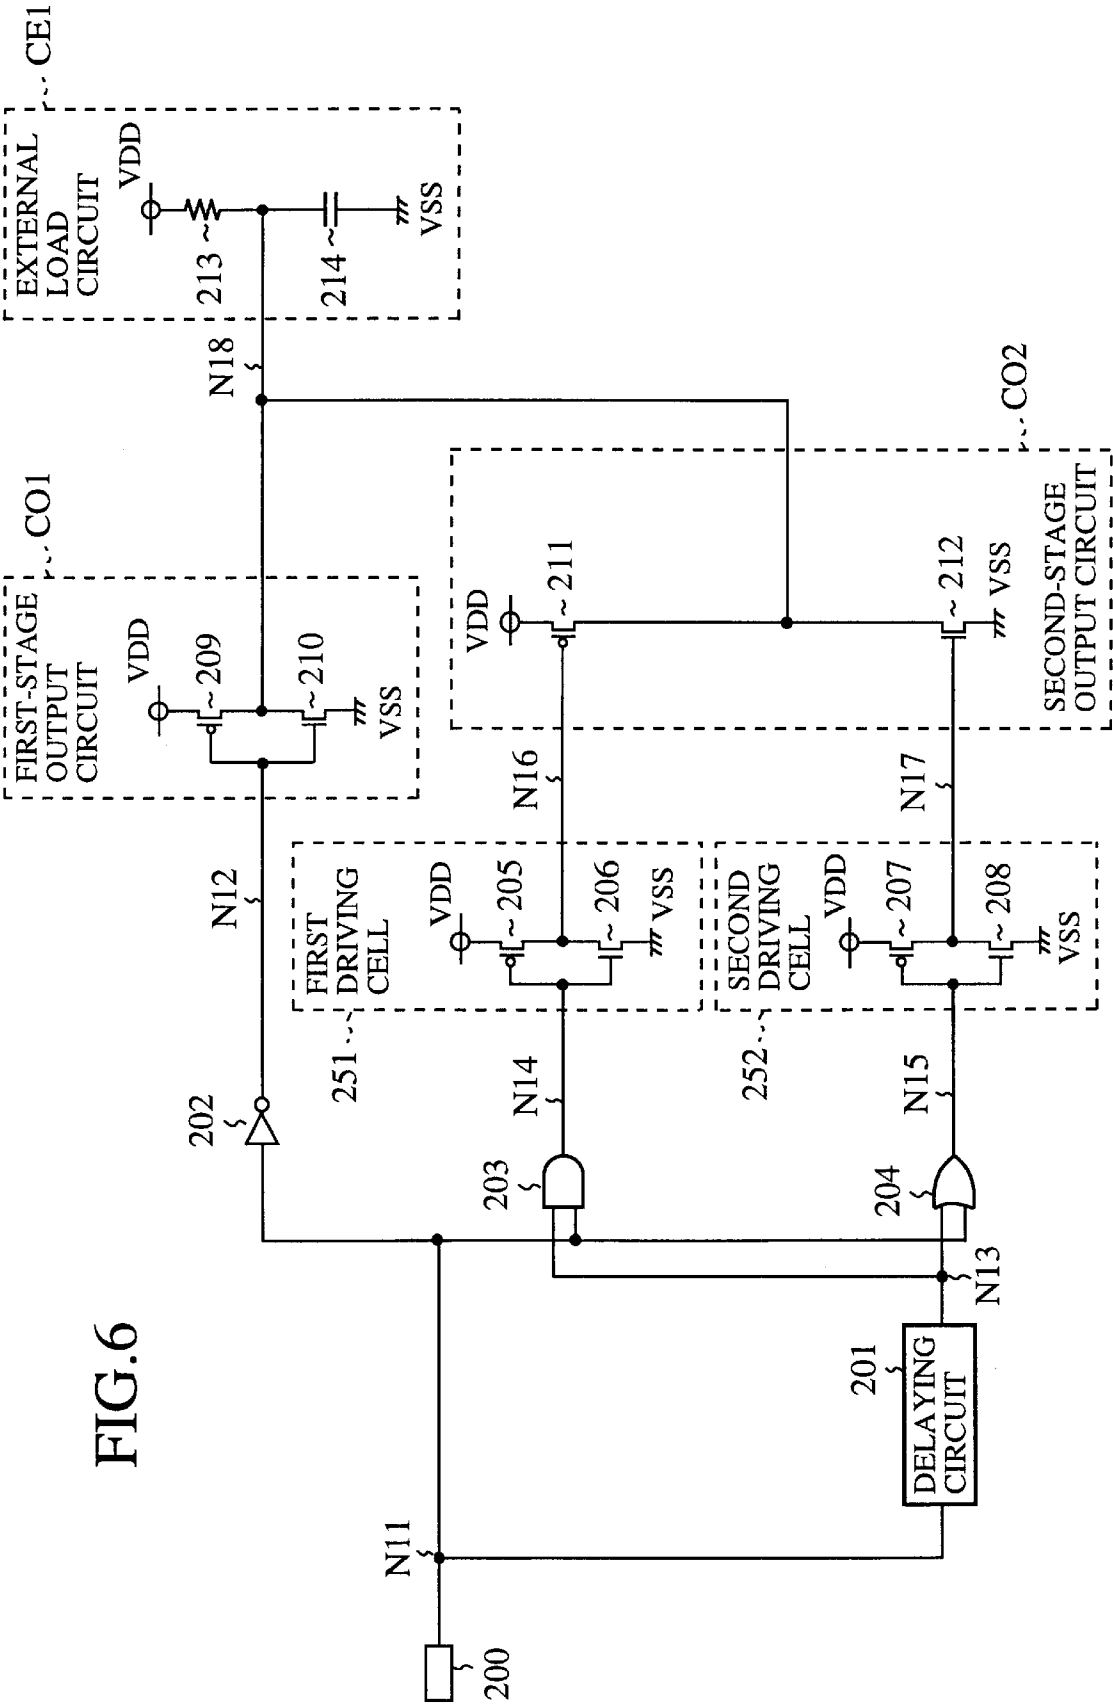 FIG.6
200
N11
201
DELAYING
CIRCUIT
N13
202
203
204
N12
N14
N15
251
FIRST
DRIVING
CELL
VDD
205
206
VSS
252
SECOND
DRIVING
CELL
VDD
207
208
VSS
N16
N17
FIRST-STAGE
OUTPUT
CIRCUIT
CO1
VDD
209
210
VSS
VDD
211
212
VSS
SECOND-STAGE
OUTPUT CIRCUIT
CO2
N18
EXTERNAL
LOAD
CIRCUIT
CE1
VDD
213
214
VSS